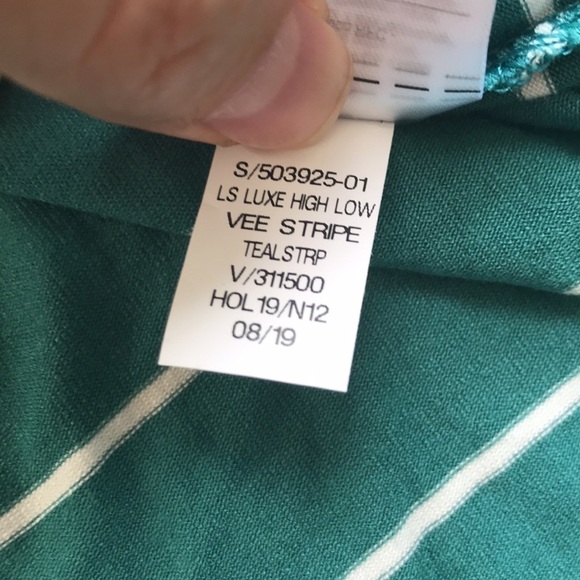 S/503925-01
LS LUXE HIGH LOW
VEE STRIPE
TEALSTRP
V/311500
HOL19/N12
08/19